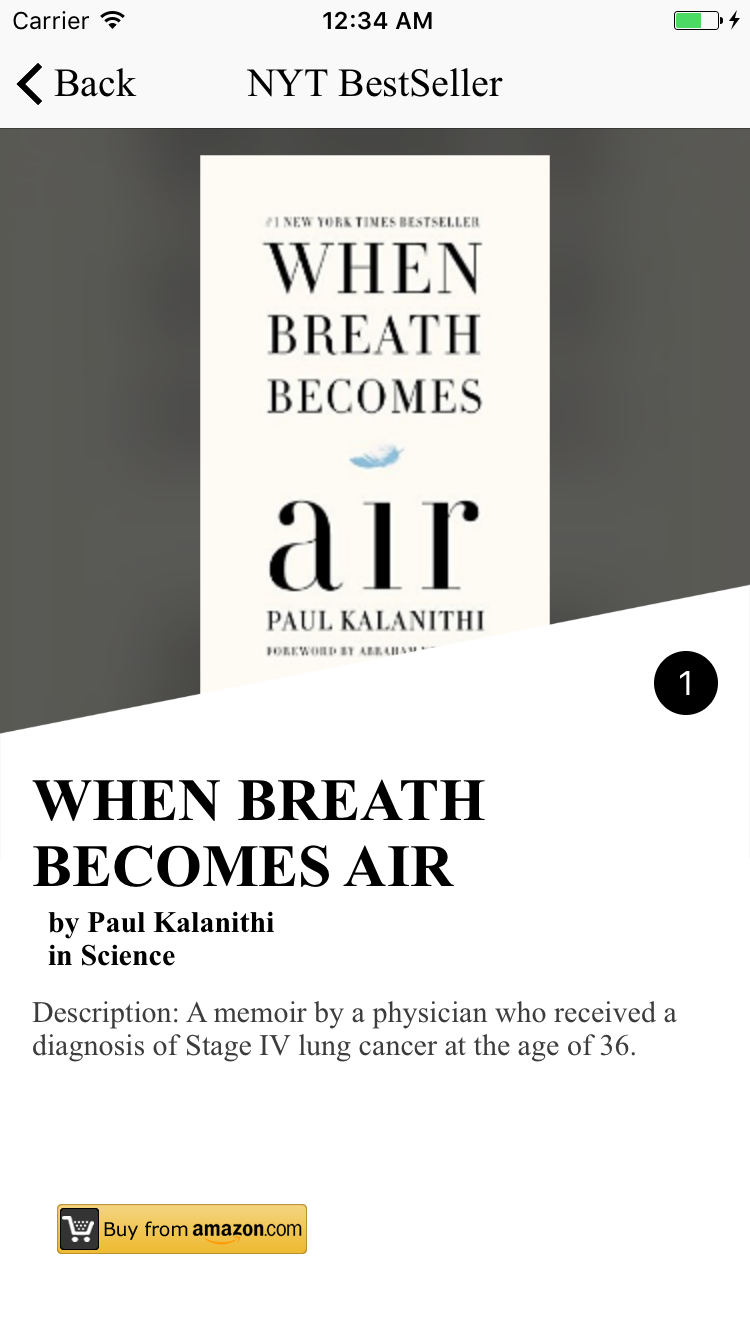 Carrier 12:34 AM
Back NYT BestSeller
#1 NEW YORK TIMES BESTSELLER
WHEN
BREATH
BECOMES
air
PAUL KALANITHI
FOREWORD BY ABRAHAM
1
WHEN BREATH
BECOMES AIR
by Paul Kalanithi
in Science
Description: A memoir by a physician who received a
diagnosis of Stage IV lung cancer at the age of 36.
Buy from amazon.com